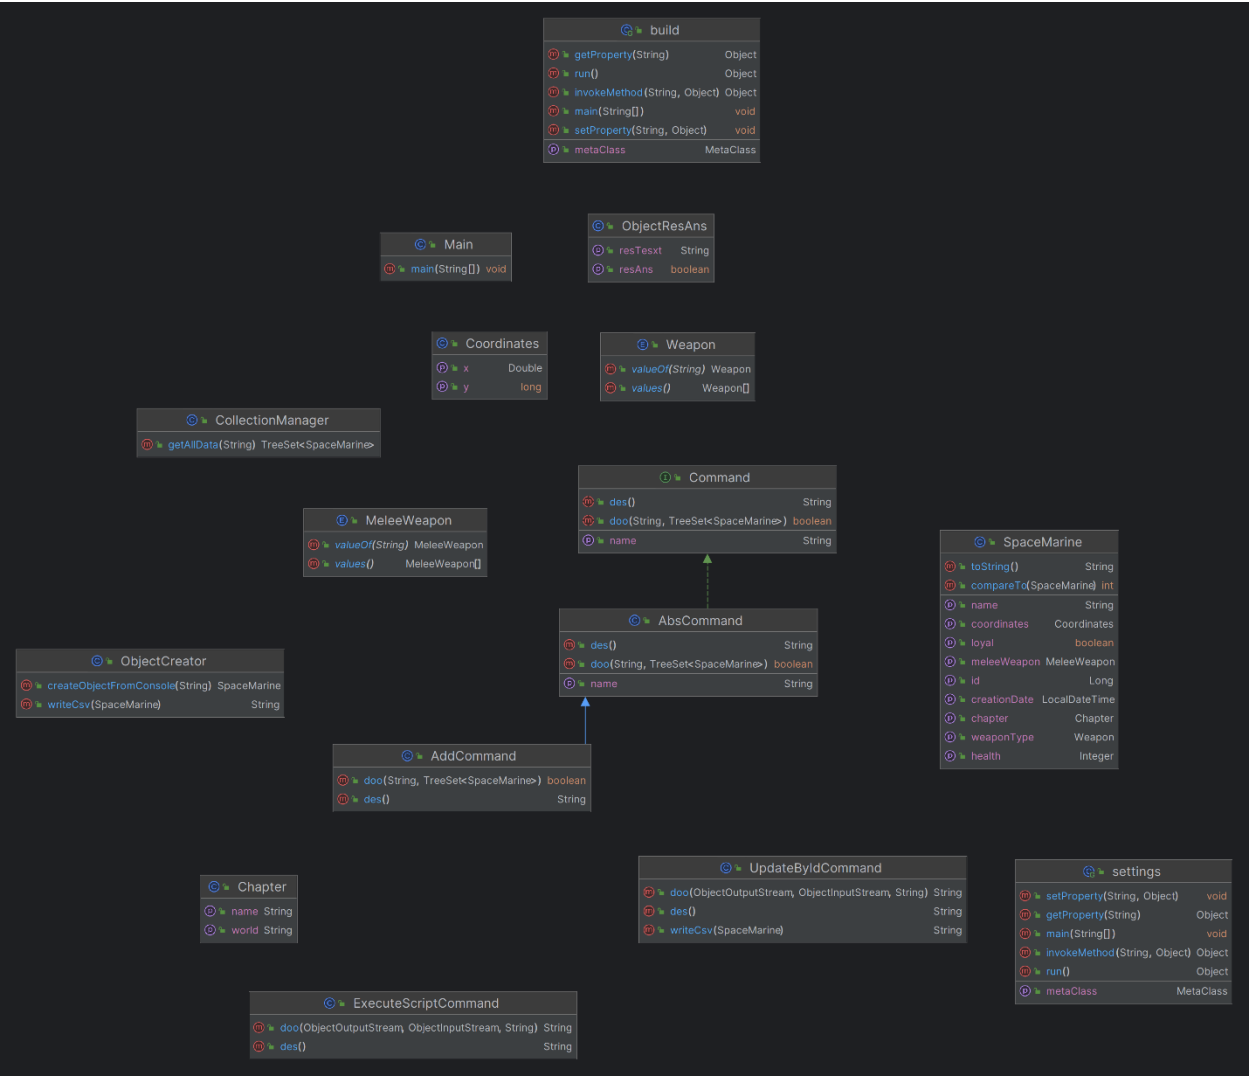 build
getProperty(String) Object
run() Object
invokeMethod(String, Object) Object
main(String[]) void
setProperty(String, Object) void
metaClass MetaClass
ObjectResAns
resTesxt String
resAns boolean
Main
main(String[]) void
Coordinates
x Double
y long
Weapon
valueOf(String) Weapon
values() Weapon[]
CollectionManager
getAllData(String) TreeSet<SpaceMarine>
Command
des() String
doo(String, TreeSet<SpaceMarine>) boolean
name String
MeleeWeapon
valueOf(String) MeleeWeapon
values() MeleeWeapon[]
SpaceMarine
toString() String
compareTo(SpaceMarine) int
name String
coordinates Coordinates
loyal boolean
meleeWeapon MeleeWeapon
id Long
creationDate LocalDateTime
chapter Chapter
weaponType Weapon
health Integer
AbsCommand
des() String
doo(String, TreeSet<SpaceMarine>) boolean
name String
ObjectCreator
createObjectFromConsole(String) SpaceMarine
writeCsv(SpaceMarine) String
AddCommand
doo(String, TreeSet<SpaceMarine>) boolean
des() String
UpdateByIdCommand
doo(ObjectOutputStream, ObjectInputStream, String) String
des() String
writeCsv(SpaceMarine) String
settings
setProperty(String, Object) void
getProperty(String) Object
main(String[]) void
invokeMethod(String, Object) Object
run() Object
metaClass MetaClass
Chapter
name String
world String
ExecuteScriptCommand
doo(ObjectOutputStream, ObjectInputStream, String) String
des() String